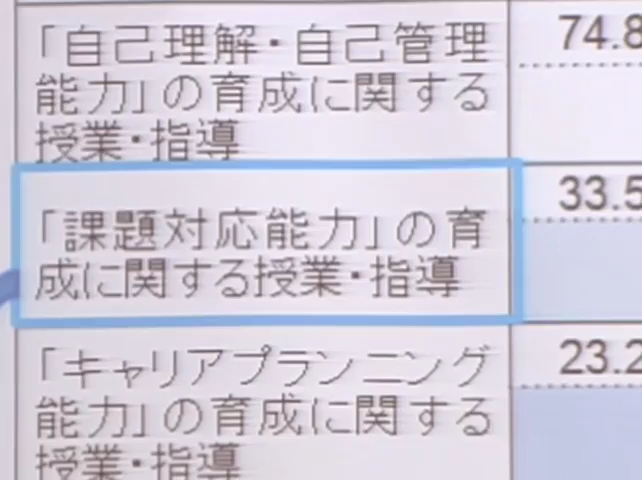 「自己理解・自己管理
能力」の育成に関する
授業・指導
74.8
「課題対応能力」の育
成に関する授業・指導
33.5
「キャリアプランニング
能力」の育成に関する
授業・指導
23.2